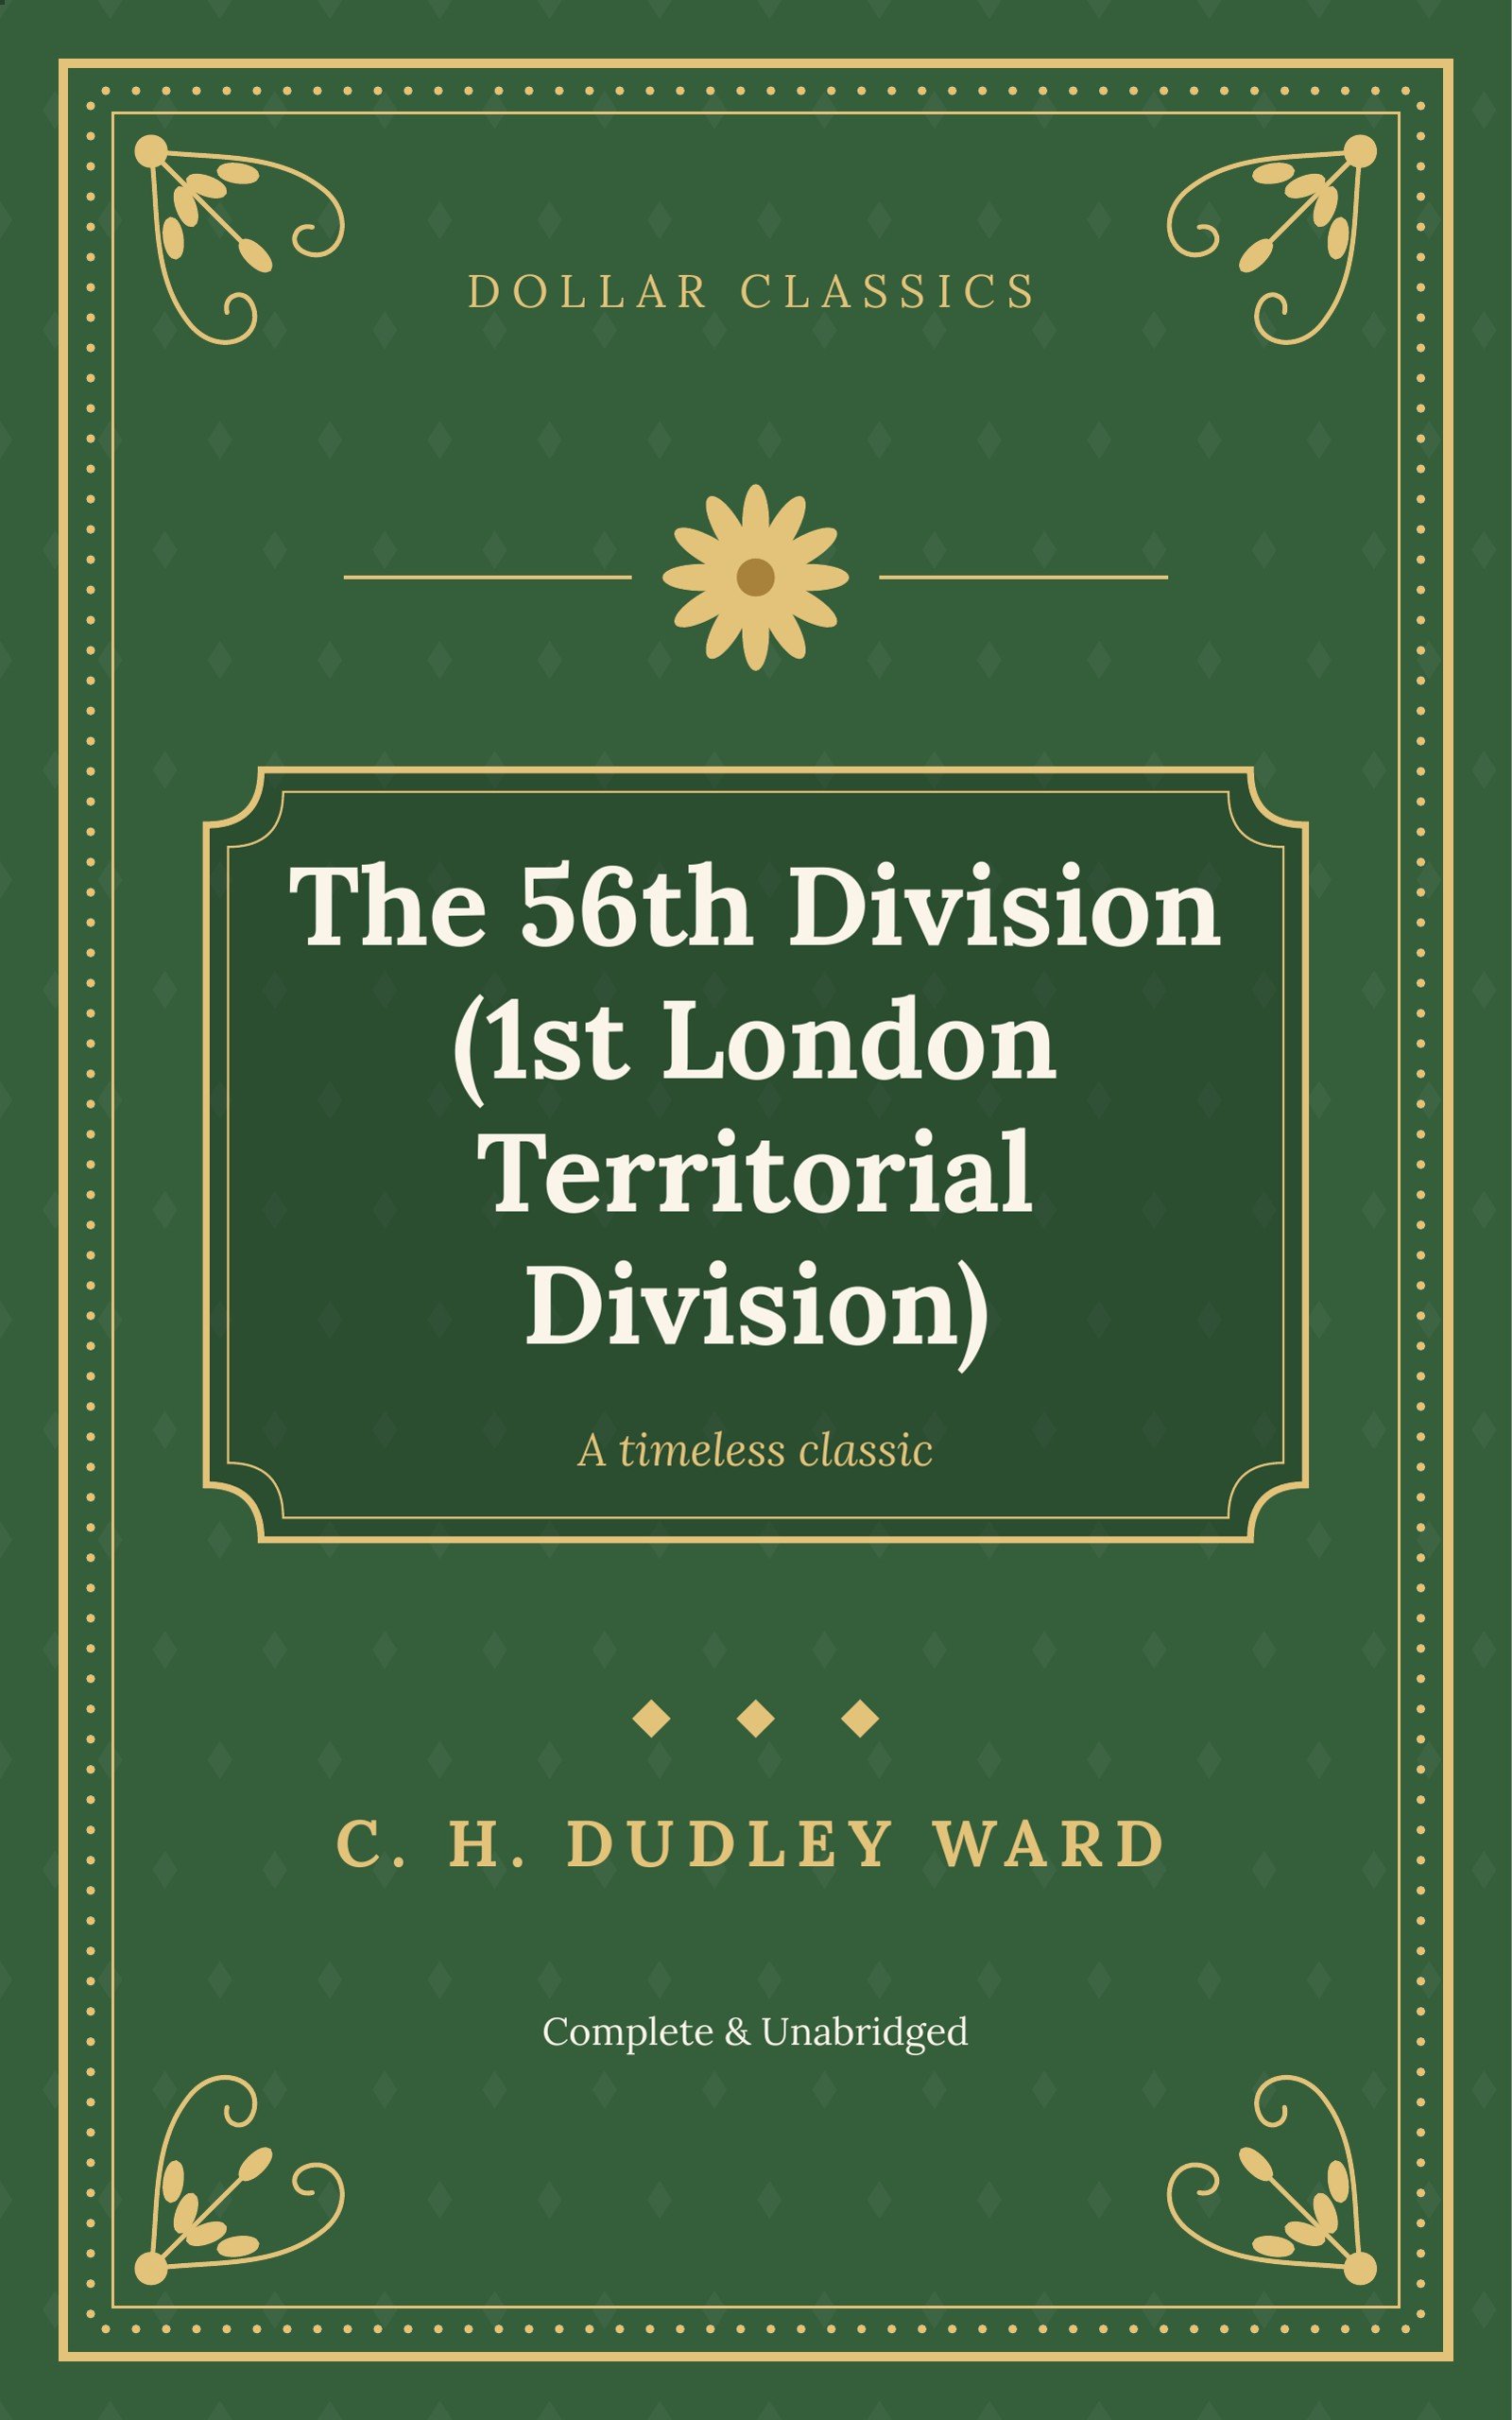 DOLLAR CLASSICS
The 56th Division
(1st London
Territorial
Division)
A timeless classic
C. H. DUDLEY WARD
Complete & Unabridged